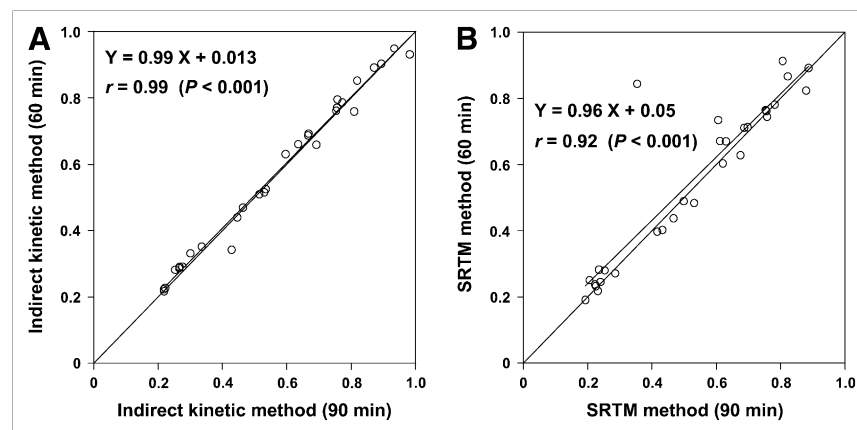 A
Y = 0.99 X + 0.013
r = 0.99 (P < 0.001)
Indirect kinetic method (60 min)
1.0
0.8
0.6
0.4
0.2
0
0 0.2 0.4 0.6 0.8 1.0
Indirect kinetic method (90 min)
B
Y = 0.96 X + 0.05
r = 0.92 (P < 0.001)
SRTM method (60 min)
1.0
0.8
0.6
0.4
0.2
0
0 0.2 0.4 0.6 0.8 1.0
SRTM method (90 min)